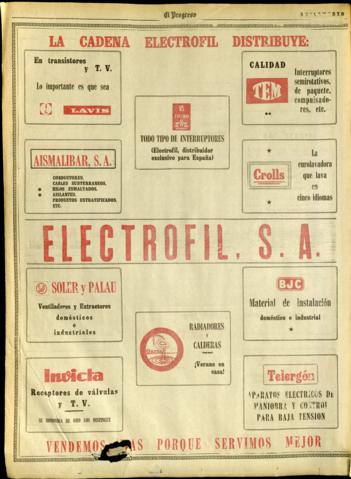 El Progreso
LA CADENA ELECTROFIL DISTRIBUYE:
En transistores
y T. V.
Lo importante es que sea
LAVIS
TODO TIPO DE INTERRUPTORES
(Electrofil, distribuidor
exclusivo para España)
CALIDAD
TEM
Interruptores
semirotativos,
de paquete,
conmutado-
res, etc.
AISMALIBAR, S. A.
CONDUCTORES.
CABLES SUBTERRANEOS.
HILOS ESMALTADOS.
AISLANTES.
PRODUCTOS ESTRATIFICADOS.
ETC.
Crolls
La
eurolavadora
que lava
en
cinco idiomas
ELECTROFIL, S. A.
SOLER y PALAU
Ventiladores y Extractores
domésticos
e
industriales
RADIADORES
y
CALDERAS
¡Verano en
casa!
BJC
Material de instalación
doméstico e industrial
Invicta
Receptores de válvulas
y T. V.
Telergón
APARATOS ELECTRICOS DE
MANIOBRA Y CONTROL
PARA BAJA TENSION
VENDEMOS MAS PORQUE SERVIMOS MEJOR